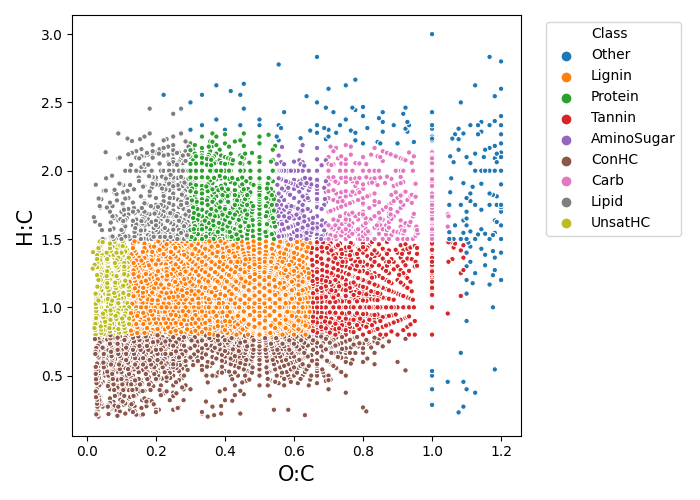 H:C
3.0
2.5
2.0
1.5
1.0
0.5
0.0 0.2 0.4 0.6 0.8 1.0 1.2
O:C
Class
Other
Lignin
Protein
Tannin
AminoSugar
ConHC
Carb
Lipid
UnsatHC